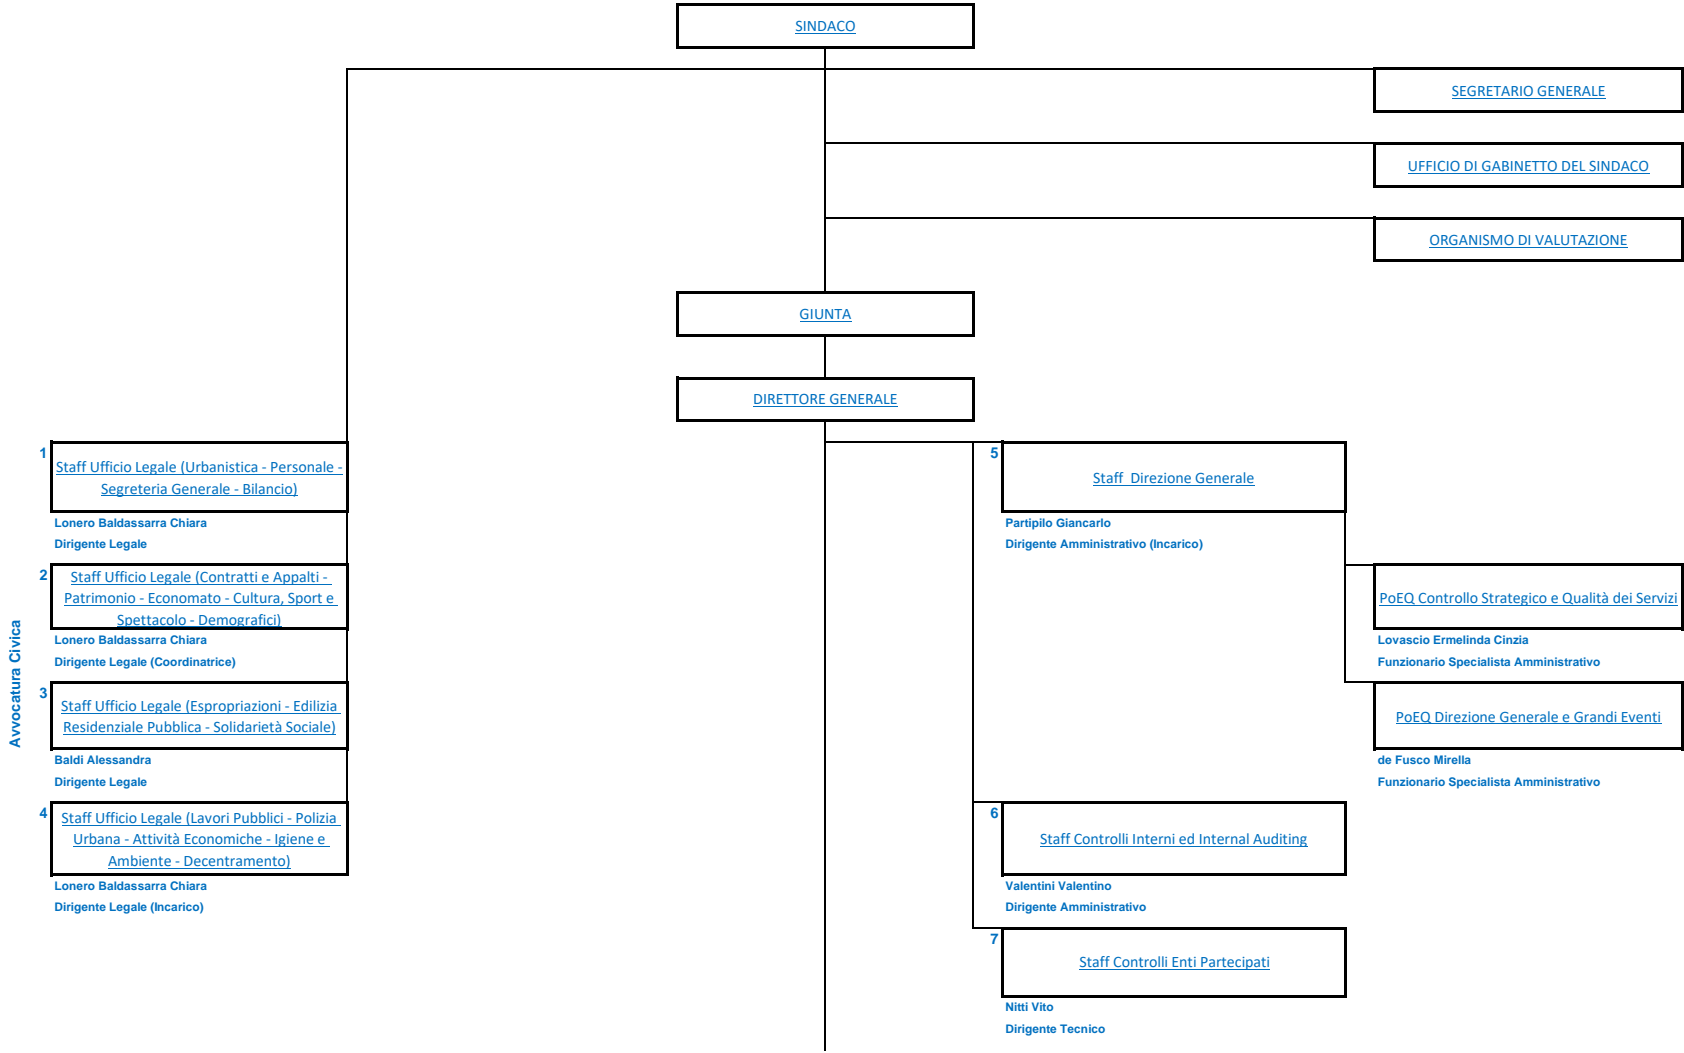 SINDACO
SEGRETARIO GENERALE
UFFICIO DI GABINETTO DEL SINDACO
ORGANISMO DI VALUTAZIONE
GIUNTA
DIRETTORE GENERALE
Avvocatura Civica
1
Staff Ufficio Legale (Urbanistica - Personale -
Segreteria Generale - Bilancio)
Lonero Baldassarra Chiara
Dirigente Legale
2
Staff Ufficio Legale (Contratti e Appalti -
Patrimonio - Economato - Cultura, Sport e
Spettacolo - Demografici)
Lonero Baldassarra Chiara
Dirigente Legale (Coordinatrice)
3
Staff Ufficio Legale (Espropriazioni - Edilizia
Residenziale Pubblica - Solidarietà Sociale)
Baldi Alessandra
Dirigente Legale
4
Staff Ufficio Legale (Lavori Pubblici - Polizia
Urbana - Attività Economiche - Igiene e
Ambiente - Decentramento)
Lonero Baldassarra Chiara
Dirigente Legale (Incarico)
5
Staff  Direzione Generale
Partipilo Giancarlo
Dirigente Amministrativo (Incarico)
PoEQ Controllo Strategico e Qualità dei Servizi
Lovascio Ermelinda Cinzia
Funzionario Specialista Amministrativo
PoEQ Direzione Generale e Grandi Eventi
de Fusco Mirella
Funzionario Specialista Amministrativo
6
Staff Controlli Interni ed Internal Auditing
Valentini Valentino
Dirigente Amministrativo
7
Staff Controlli Enti Partecipati
Nitti Vito
Dirigente Tecnico